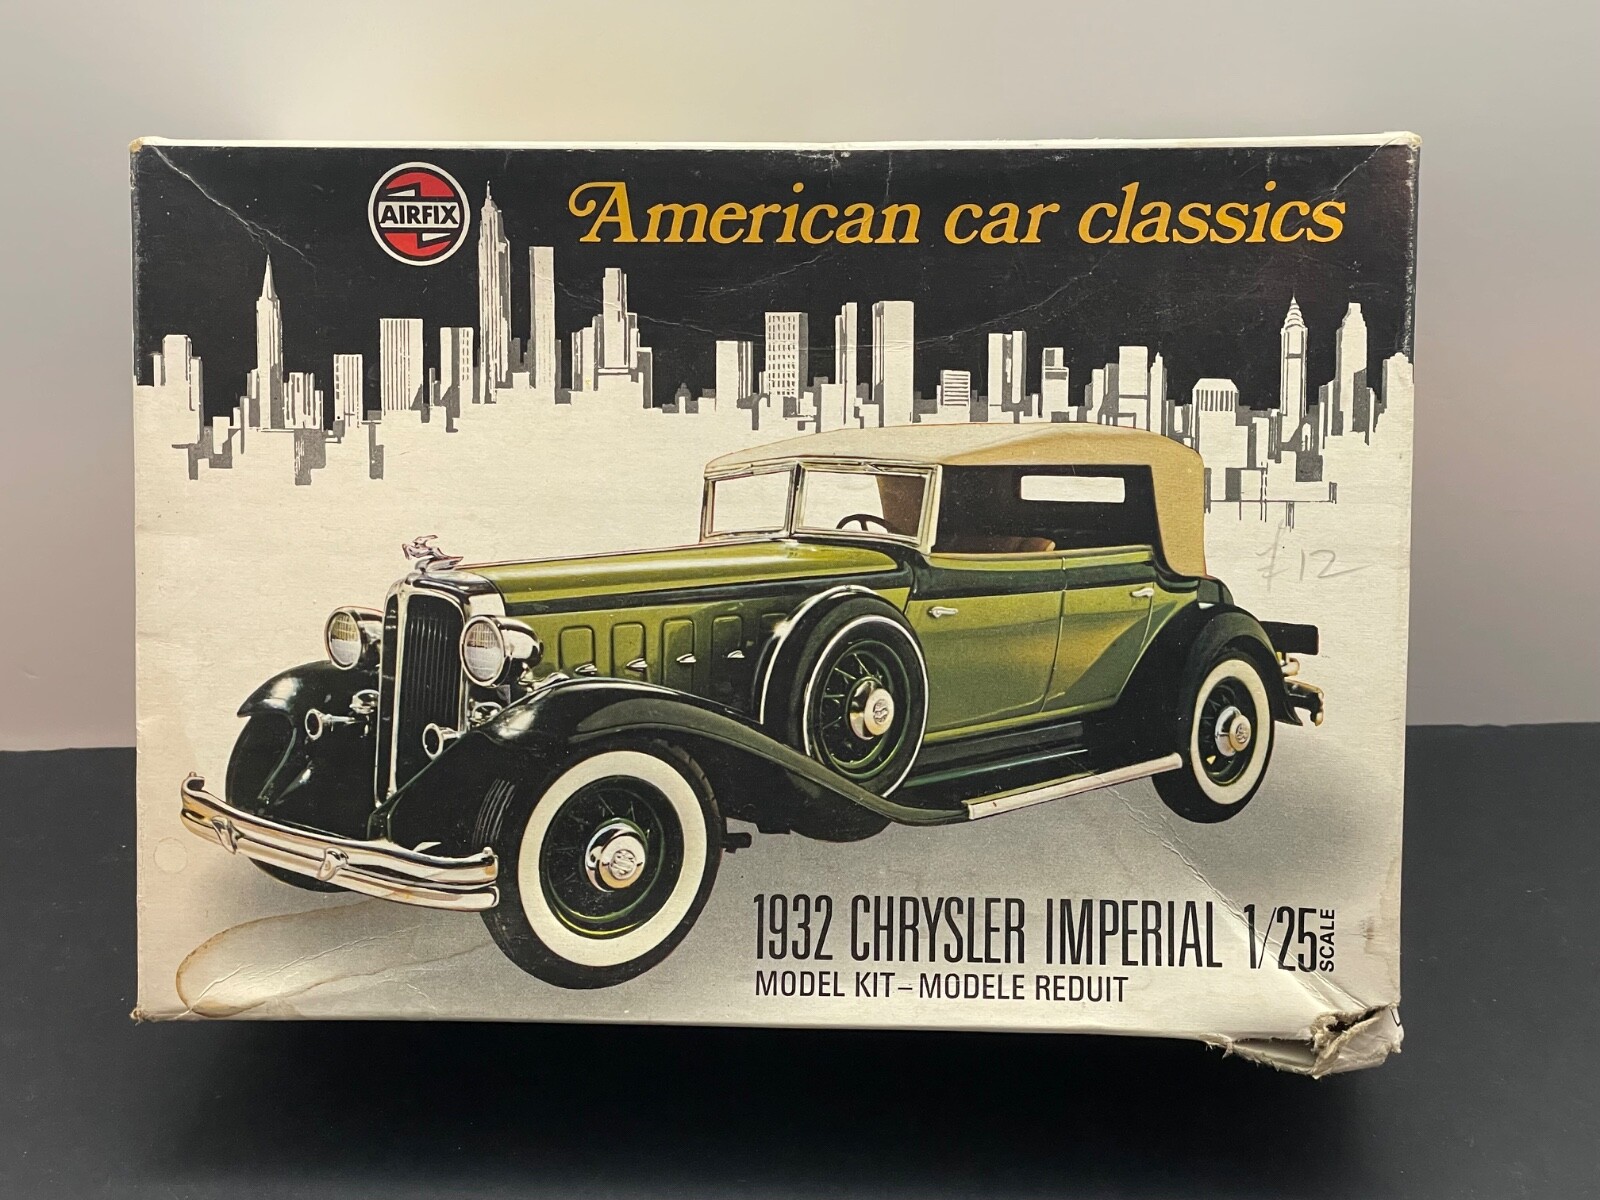 AIRFIX
American car classics
£12
1932 CHRYSLER IMPERIAL 1/25 SCALE
MODEL KIT – MODELE REDUIT